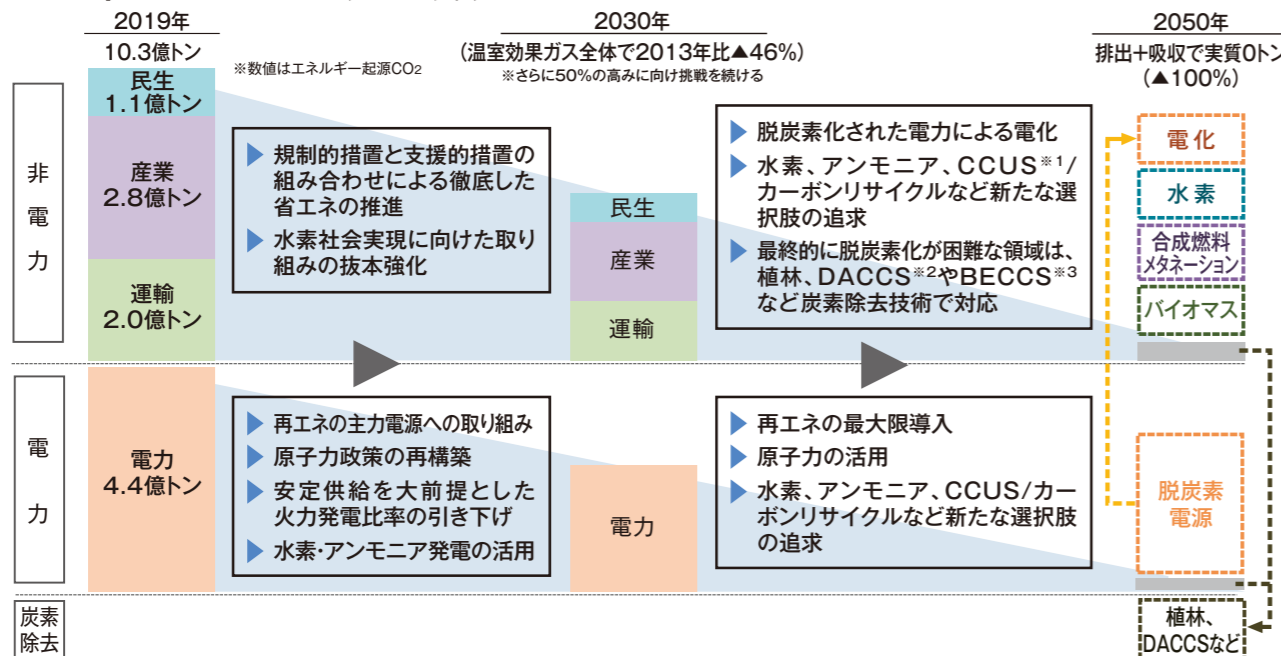 2019年
10.3億トン
※数値はエネルギー起源CO2
2030年
(温室効果ガス全体で2013年比▲46%)
※さらに50%の高みに向け挑戦を続ける
2050年
排出+吸収で実質0トン
(▲100%)
非電力
民生
1.1億トン
産業
2.8億トン
運輸
2.0億トン
▶ 規制的措置と支援的措置の
組み合わせによる徹底した
省エネの推進
▶ 水素社会実現に向けた取り
組みの抜本強化
民生
産業
運輸
▶ 脱炭素化された電力による電化
▶ 水素、アンモニア、CCUS※1/
カーボンリサイクルなど新たな選
択肢の追求
▶ 最終的に脱炭素化が困難な領域は、
植林、DACCS※2やBECCS※3
など炭素除去技術で対応
電化
水素
合成燃料
メタネーション
バイオマス
電力
電力
4.4億トン
▶ 再エネの主力電源への取り組み
▶ 原子力政策の再構築
▶ 安定供給を大前提とした
火力発電比率の引き下げ
▶ 水素・アンモニア発電の活用
電力
▶ 再エネの最大限導入
▶ 原子力の活用
▶ 水素、アンモニア、CCUS/カー
ボンリサイクルなど新たな選択肢
の追求
脱炭素
電源
炭素
除去
植林、
DACCSなど